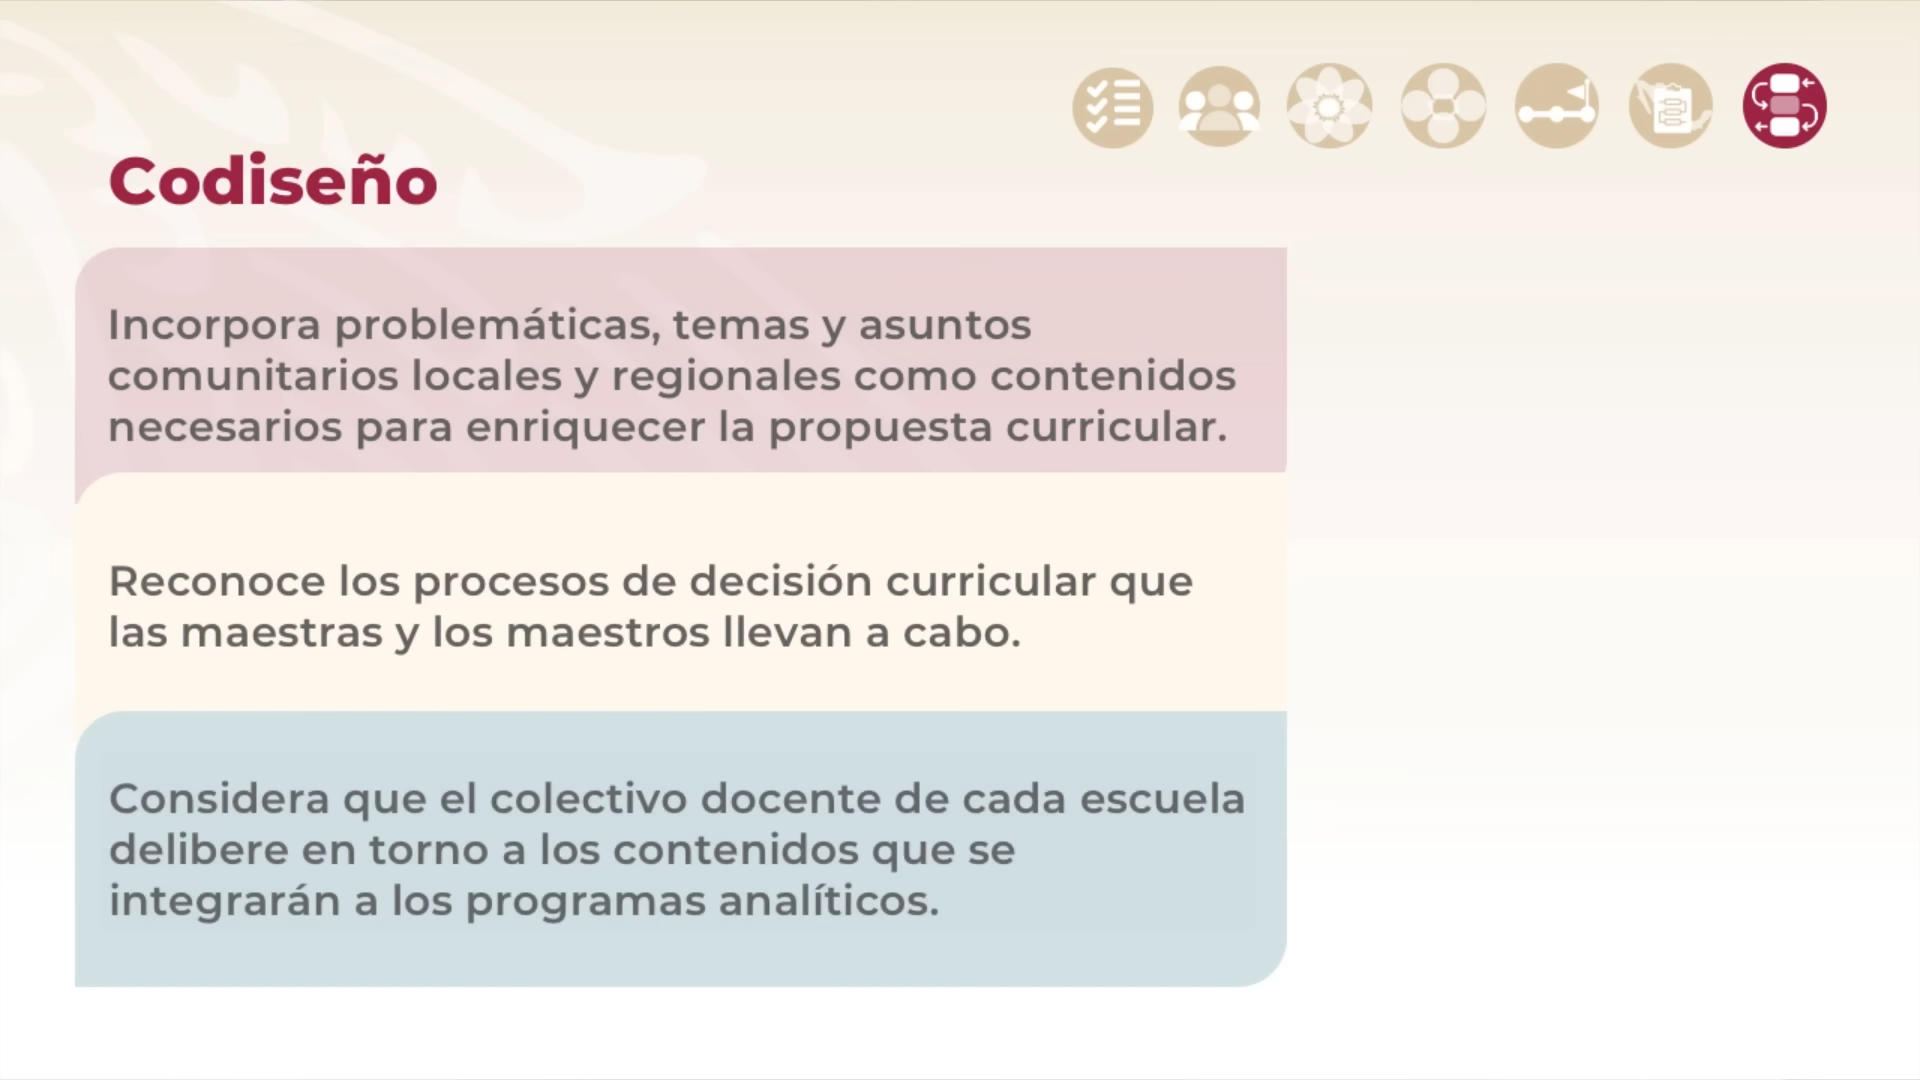 Codiseño
Incorpora problemáticas, temas y asuntos
comunitarios locales y regionales como contenidos
necesarios para enriquecer la propuesta curricular.
Reconoce los procesos de decisión curricular que
las maestras y los maestros llevan a cabo.
Considera que el colectivo docente de cada escuela
delibere en torno a los contenidos que se
integrarán a los programas analíticos.